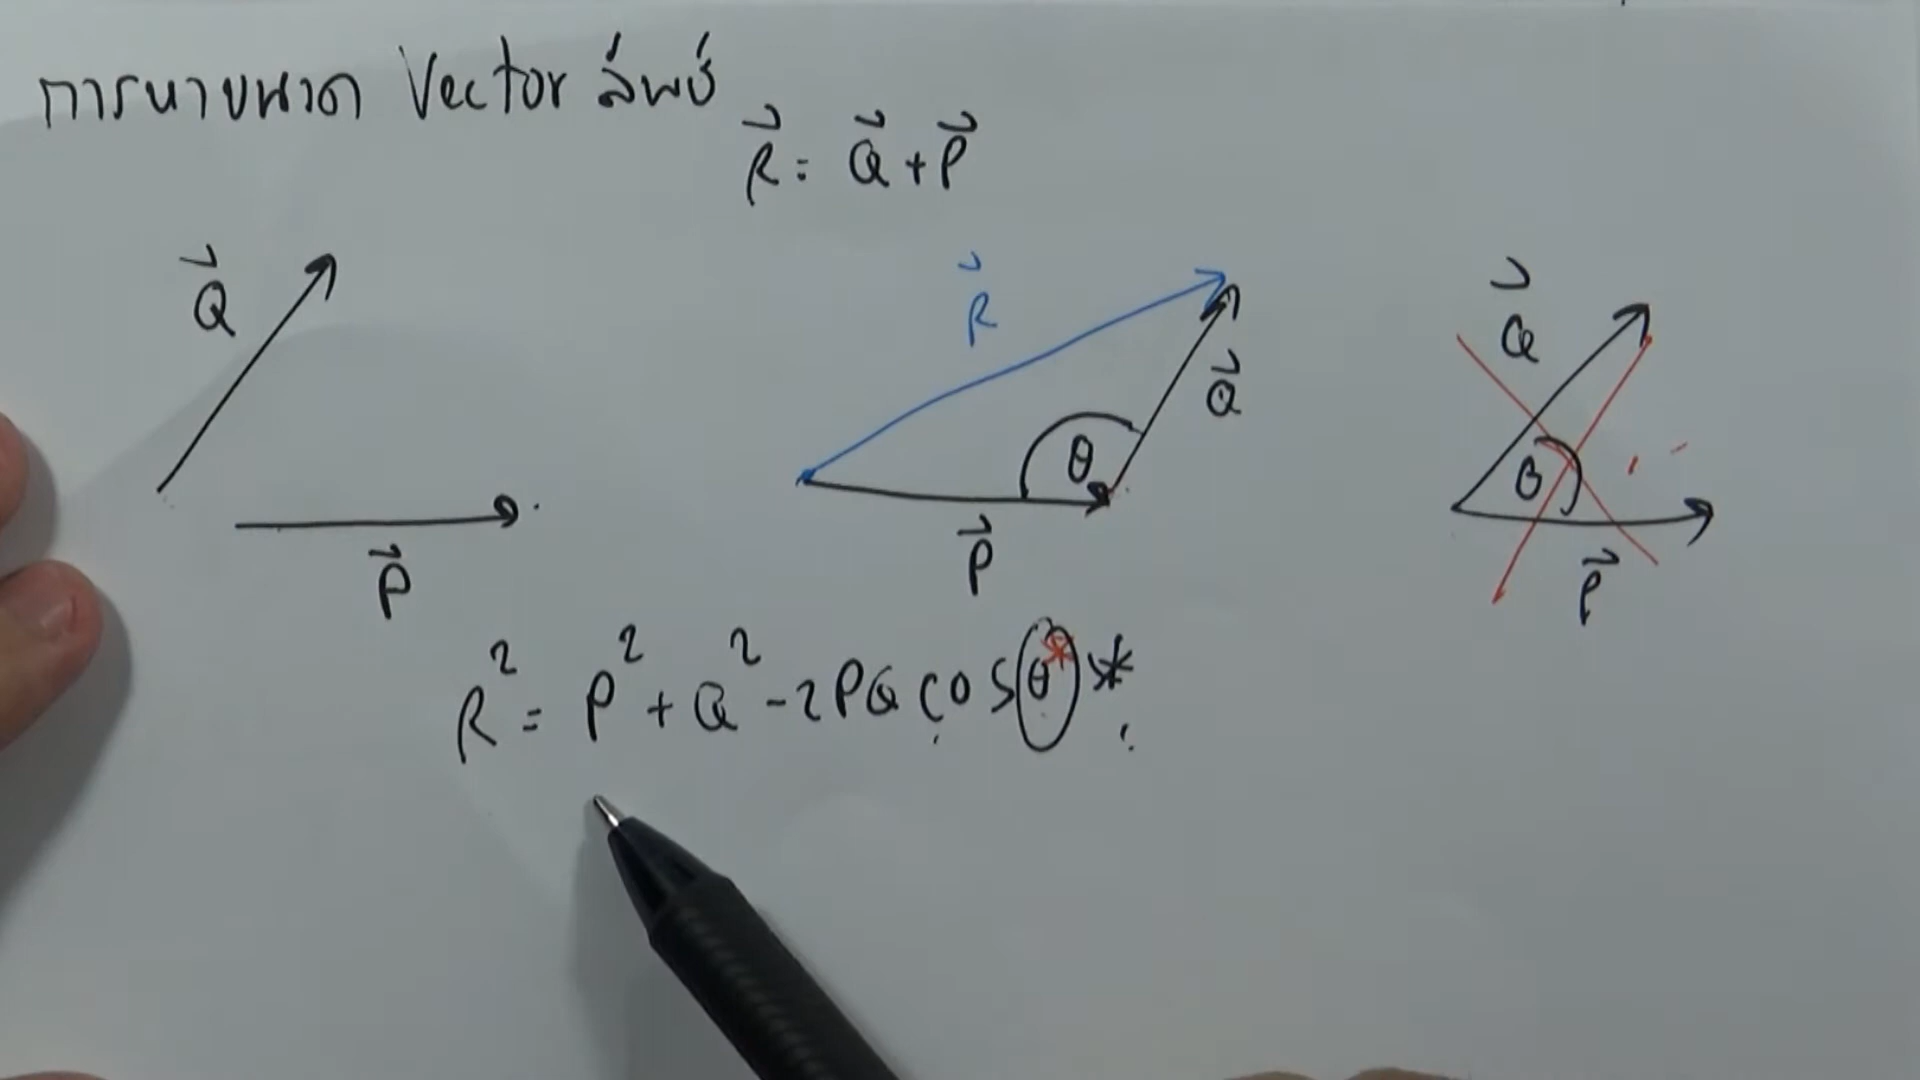 การหาขนาด Vector ลัพธ์
R⃗ = Q⃗ + P⃗
Q⃗
P⃗
R⃗
Q⃗
θ
P⃗
Q⃗
θ
P⃗
R² = P² + Q² - 2PQ cos θ* *